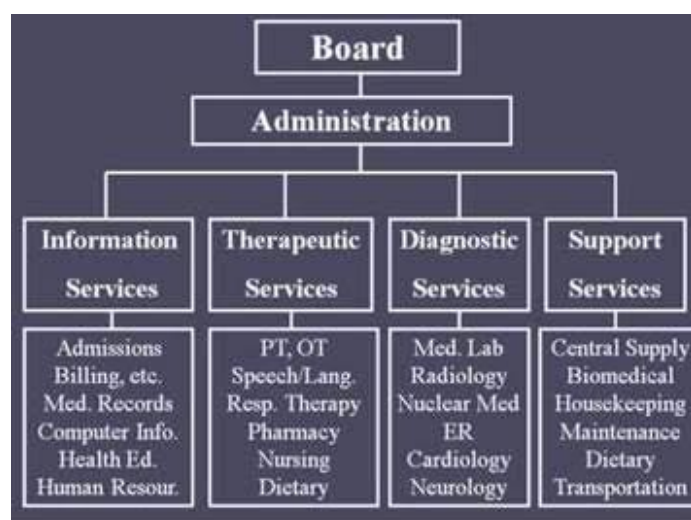 Board
Administration
Information
Services
Therapeutic
Services
Diagnostic
Services
Support
Services
Admissions
Billing, etc.
Med. Records
Computer Info.
Health Ed.
Human Resour.
PT, OT
Speech/Lang.
Resp. Therapy
Pharmacy
Nursing
Dietary
Med. Lab
Radiology
Nuclear Med
ER
Cardiology
Neurology
Central Supply
Biomedical
Housekeeping
Maintenance
Dietary
Transportation